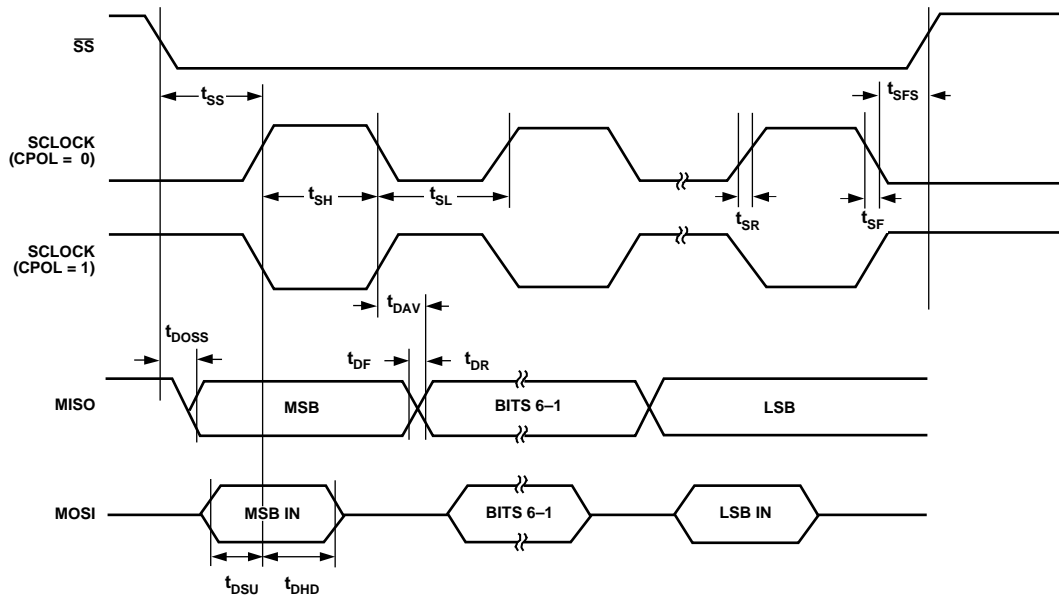 SS
tSS
tSFS
SCLOCK
(CPOL = 0)
tSH
tSL
tSR
tSF
SCLOCK
(CPOL = 1)
tDAV
tDOSS
tDF
tDR
MISO
MSB
BITS 6–1
LSB
MOSI
MSB IN
BITS 6–1
LSB IN
tDSU
tDHD